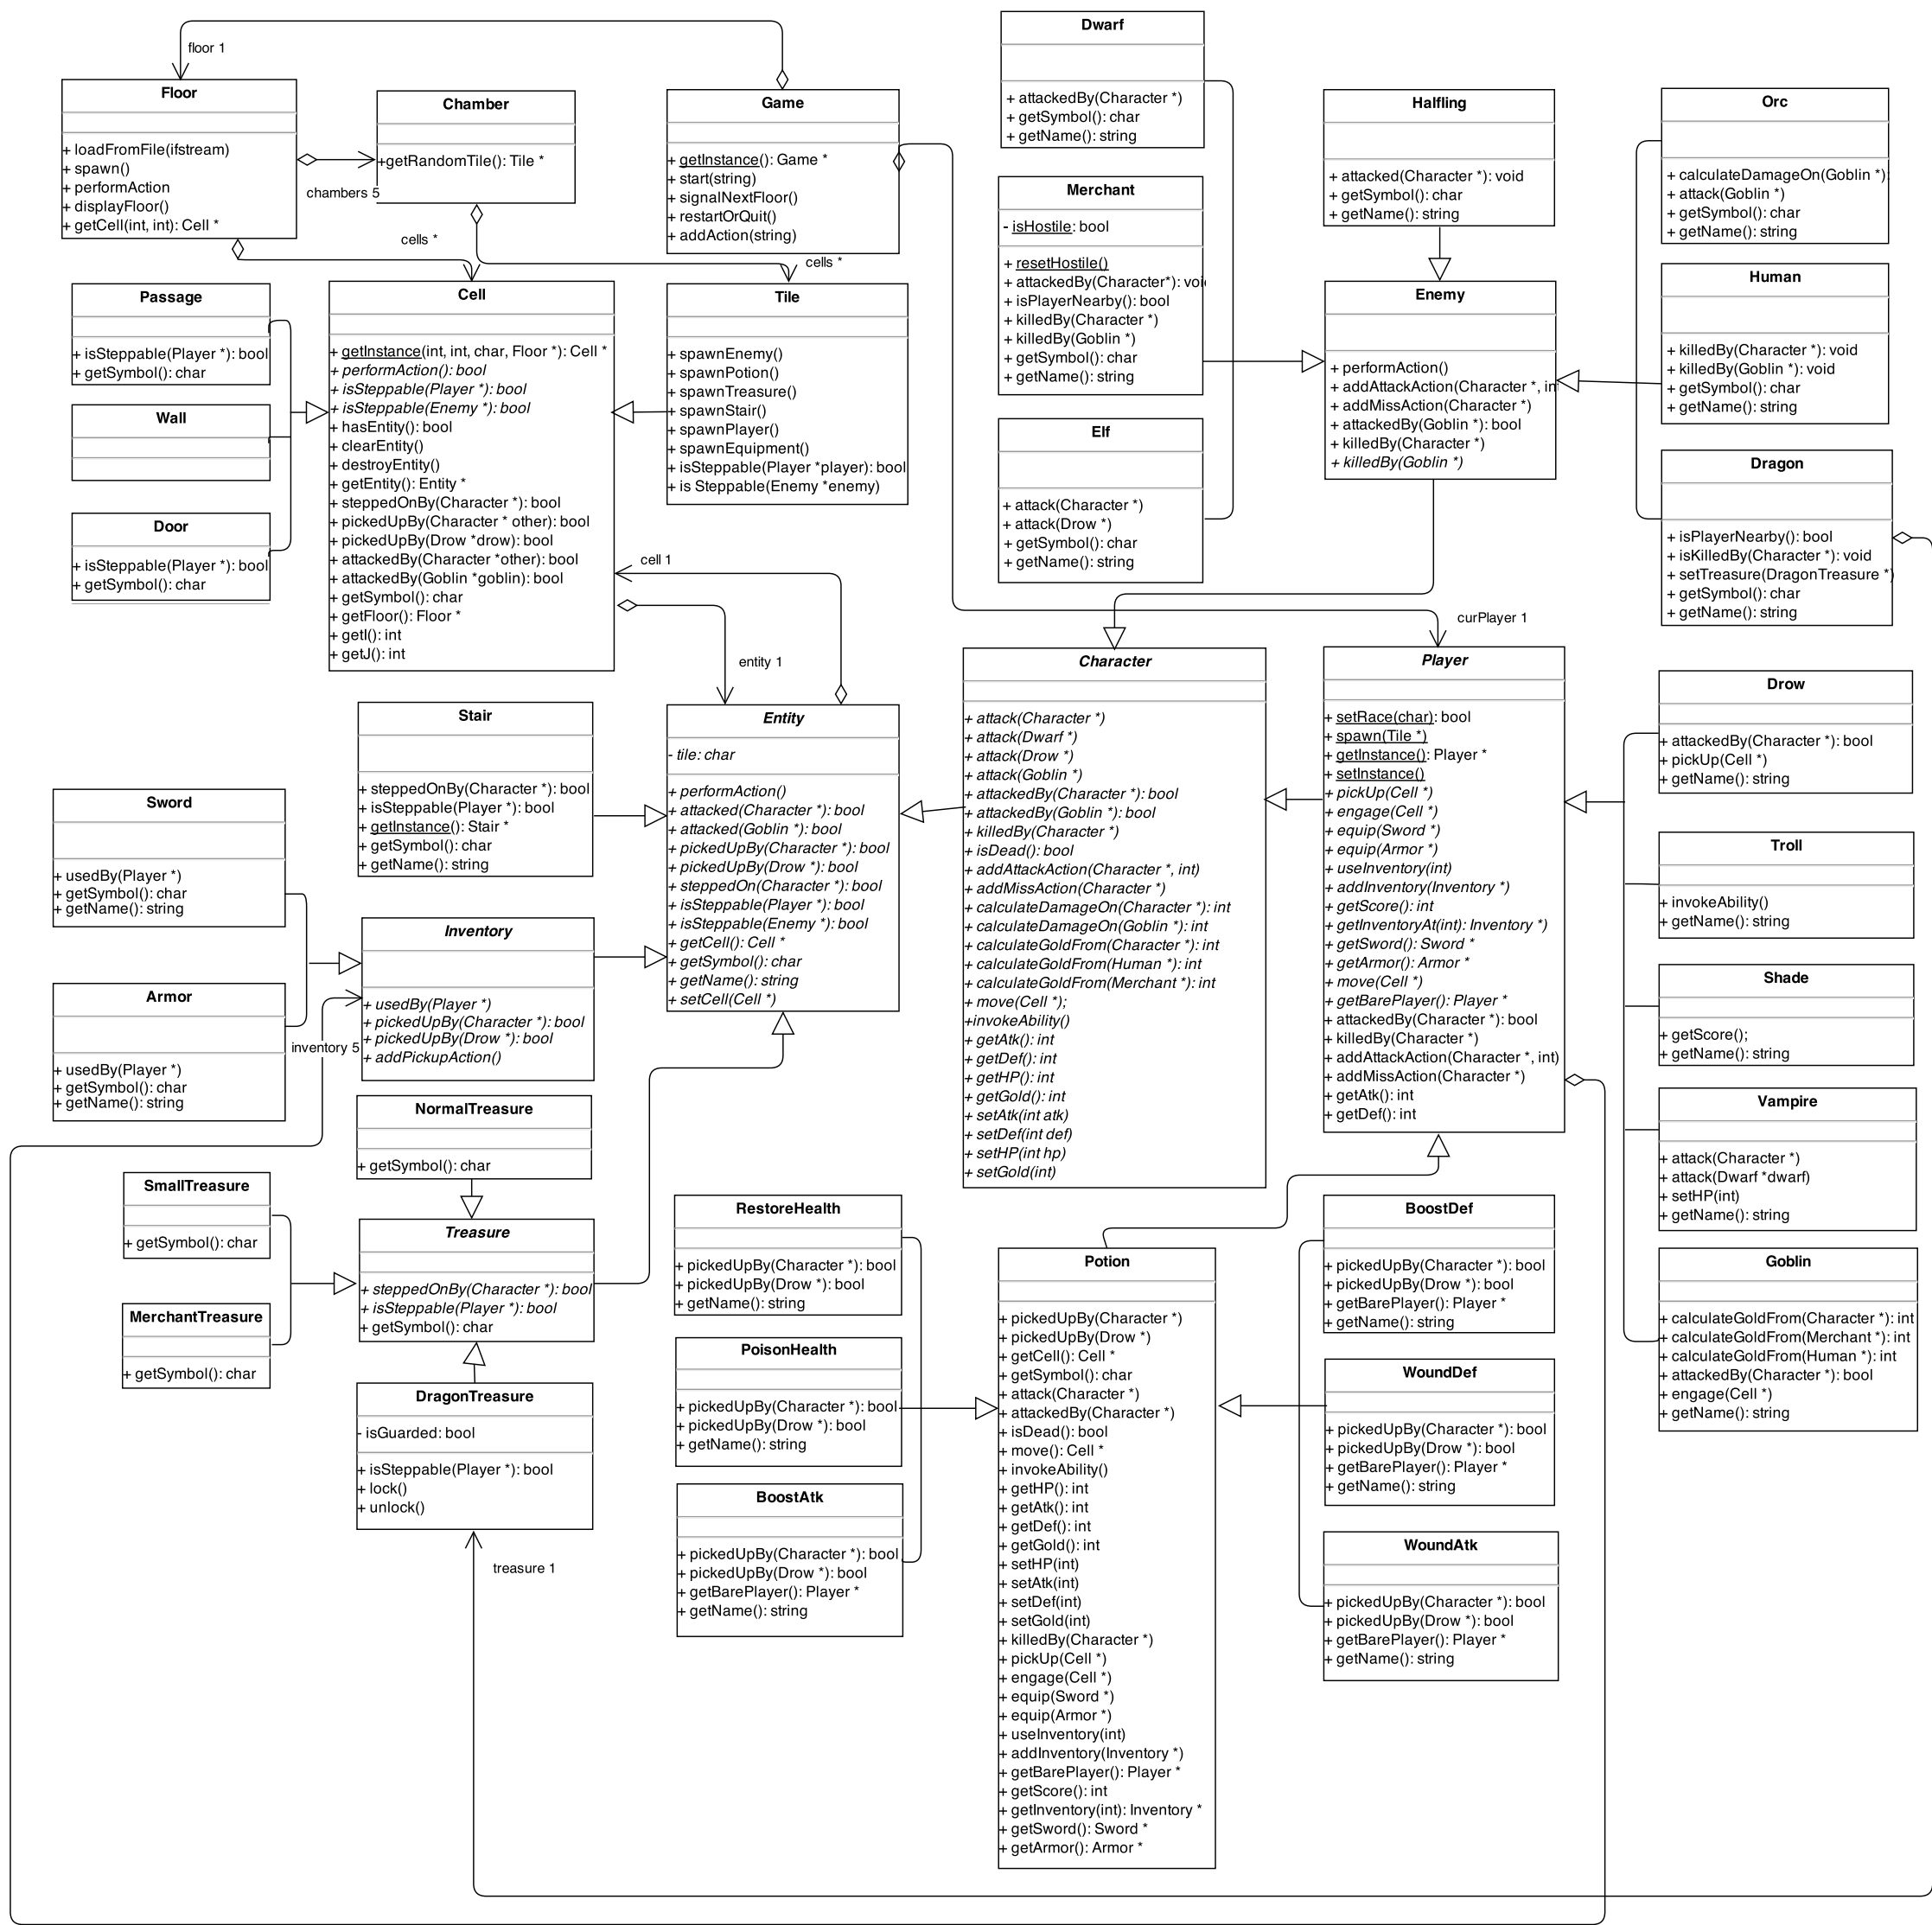 floor 1
Floor
+ loadFromFile(ifstream)
+ spawn()
+ performAction
+ displayFloor()
+ getCell(int, int): Cell *
chambers 5
Chamber
+getRandomTile(): Tile *
cells *
cells *
Game
+ getInstance(): Game *
+ start(string)
+ signalNextFloor()
+ restartOrQuit()
+ addAction(string)
Dwarf
+ attackedBy(Character *)
+ getSymbol(): char
+ getName(): string
Merchant
- isHostile: bool
+ resetHostile()
+ attackedBy(Character*): voi
+ isPlayerNearby(): bool
+ killedBy(Character *)
+ killedBy(Goblin *)
+ getSymbol(): char
+ getName(): string
Elf
+ attack(Character *)
+ attack(Drow *)
+ getSymbol(): char
+ getName(): string
Halfling
+ attacked(Character *): void
+ getSymbol(): char
+ getName(): string
Enemy
+ performAction()
+ addAttackAction(Character *, in
+ addMissAction(Character *)
+ attackedBy(Goblin *): bool
+ killedBy(Character *)
+ killedBy(Goblin *)
Orc
+ calculateDamageOn(Goblin *):
+ attack(Goblin *)
+ getSymbol(): char
+ getName(): string
Human
+ killedBy(Character *): void
+ killedBy(Goblin *): void
+ getSymbol(): char
+ getName(): string
Dragon
+ isPlayerNearby(): bool
+ isKilledBy(Character *): void
+ setTreasure(DragonTreasure *)
+ getSymbol(): char
+ getName(): string
Passage
+ isSteppable(Player *): bool
+ getSymbol(): char
Wall
Door
+ isSteppable(Player *): bool
+ getSymbol(): char
Cell
+ getInstance(int, int, char, Floor *): Cell *
+ performAction(): bool
+ isSteppable(Player *): bool
+ isSteppable(Enemy *): bool
+ hasEntity(): bool
+ clearEntity()
+ destroyEntity()
+ getEntity(): Entity *
+ steppedOnBy(Character *): bool
+ pickedUpBy(Character * other): bool
+ pickedUpBy(Drow *drow): bool
+ attackedBy(Character *other): bool
+ attackedBy(Goblin *goblin): bool
+ getSymbol(): char
+ getFloor(): Floor *
+ getI(): int
+ getJ(): int
Tile
+ spawnEnemy()
+ spawnPotion()
+ spawnTreasure()
+ spawnStair()
+ spawnPlayer()
+ spawnEquipment()
+ isSteppable(Player *player): bool
+ is Steppable(Enemy *enemy)
cell 1
entity 1
curPlayer 1
Stair
+ steppedOnBy(Character *): bool
+ isSteppable(Player *): bool
+ getInstance(): Stair *
+ getSymbol(): char
+ getName(): string
Entity
- tile: char
+ performAction()
+ attacked(Character *): bool
+ attacked(Goblin *): bool
+ pickedUpBy(Character *): bool
+ pickedUpBy(Drow *): bool
+ steppedOn(Character *): bool
+ isSteppable(Player *): bool
+ isSteppable(Enemy *): bool
+ getCell(): Cell *
+ getSymbol(): char
+ getName(): string
+ setCell(Cell *)
Character
+ attack(Character *)
+ attack(Dwarf *)
+ attack(Drow *)
+ attack(Goblin *)
+ attackedBy(Character *): bool
+ attackedBy(Goblin *): bool
+ killedBy(Character *)
+ isDead(): bool
+ addAttackAction(Character *, int)
+ addMissAction(Character *)
+ calculateDamageOn(Character *): int
+ calculateDamageOn(Goblin *): int
+ calculateGoldFrom(Character *): int
+ calculateGoldFrom(Human *): int
+ calculateGoldFrom(Merchant *): int
+ move(Cell *);
+invokeAbility()
+ getAtk(): int
+ getDef(): int
+ getHP(): int
+ getGold(): int
+ setAtk(int atk)
+ setDef(int def)
+ setHP(int hp)
+ setGold(int)
Player
+ setRace(char): bool
+ spawn(Tile *)
+ getInstance(): Player *
+ setInstance()
+ pickUp(Cell *)
+ engage(Cell *)
+ equip(Sword *)
+ equip(Armor *)
+ useInventory(int)
+ addInventory(Inventory *)
+ getScore(): int
+ getInventoryAt(int): Inventory *)
+ getSword(): Sword *
+ getArmor(): Armor *
+ move(Cell *)
+ getBarePlayer(): Player *
+ attackedBy(Character *): bool
+ killedBy(Character *)
+ addAttackAction(Character *, int)
+ addMissAction(Character *)
+ getAtk(): int
+ getDef(): int
Drow
+ attackedBy(Character *): bool
+ pickUp(Cell *)
+ getName(): string
Troll
+ invokeAbility()
+ getName(): string
Shade
+ getScore();
+ getName(): string
Vampire
+ attack(Character *)
+ attack(Dwarf *dwarf)
+ setHP(int)
+ getName(): string
Goblin
+ calculateGoldFrom(Character *): int
+ calculateGoldFrom(Merchant *): int
+ calculateGoldFrom(Human *): int
+ attackedBy(Character *): bool
+ engage(Cell *)
+ getName(): string
Sword
+ usedBy(Player *)
+ getSymbol(): char
+ getName(): string
Armor
+ usedBy(Player *)
+ getSymbol(): char
+ getName(): string
inventory 5
Inventory
+ usedBy(Player *)
+ pickedUpBy(Character *): bool
+ pickedUpBy(Drow *): bool
+ addPickupAction()
NormalTreasure
+ getSymbol(): char
SmallTreasure
+ getSymbol(): char
MerchantTreasure
+ getSymbol(): char
Treasure
+ steppedOnBy(Character *): bool
+ isSteppable(Player *): bool
+ getSymbol(): char
DragonTreasure
- isGuarded: bool
+ isSteppable(Player *): bool
+ lock()
+ unlock()
treasure 1
RestoreHealth
+ pickedUpBy(Character *): bool
+ pickedUpBy(Drow *): bool
+ getName(): string
PoisonHealth
+ pickedUpBy(Character *): bool
+ pickedUpBy(Drow *): bool
+ getName(): string
BoostAtk
+ pickedUpBy(Character *): bool
+ pickedUpBy(Drow *): bool
+ getBarePlayer(): Player *
+ getName(): string
Potion
+ pickedUpBy(Character *)
+ pickedUpBy(Drow *)
+ getCell(): Cell *
+ getSymbol(): char
+ attack(Character *)
+ attackedBy(Character *)
+ isDead(): bool
+ move(): Cell *
+ invokeAbility()
+ getHP(): int
+ getAtk(): int
+ getDef(): int
+ getGold(): int
+ setHP(int)
+ setAtk(int)
+ setDef(int)
+ setGold(int)
+ killedBy(Character *)
+ pickUp(Cell *)
+ engage(Cell *)
+ equip(Sword *)
+ equip(Armor *)
+ useInventory(int)
+ addInventory(Inventory *)
+ getBarePlayer(): Player *
+ getScore(): int
+ getInventory(int): Inventory *
+ getSword(): Sword *
+ getArmor(): Armor *
BoostDef
+ pickedUpBy(Character *): bool
+ pickedUpBy(Drow *): bool
+ getBarePlayer(): Player *
+ getName(): string
WoundDef
+ pickedUpBy(Character *): bool
+ pickedUpBy(Drow *): bool
+ getBarePlayer(): Player *
+ getName(): string
WoundAtk
+ pickedUpBy(Character *): bool
+ pickedUpBy(Drow *): bool
+ getBarePlayer(): Player *
+ getName(): string